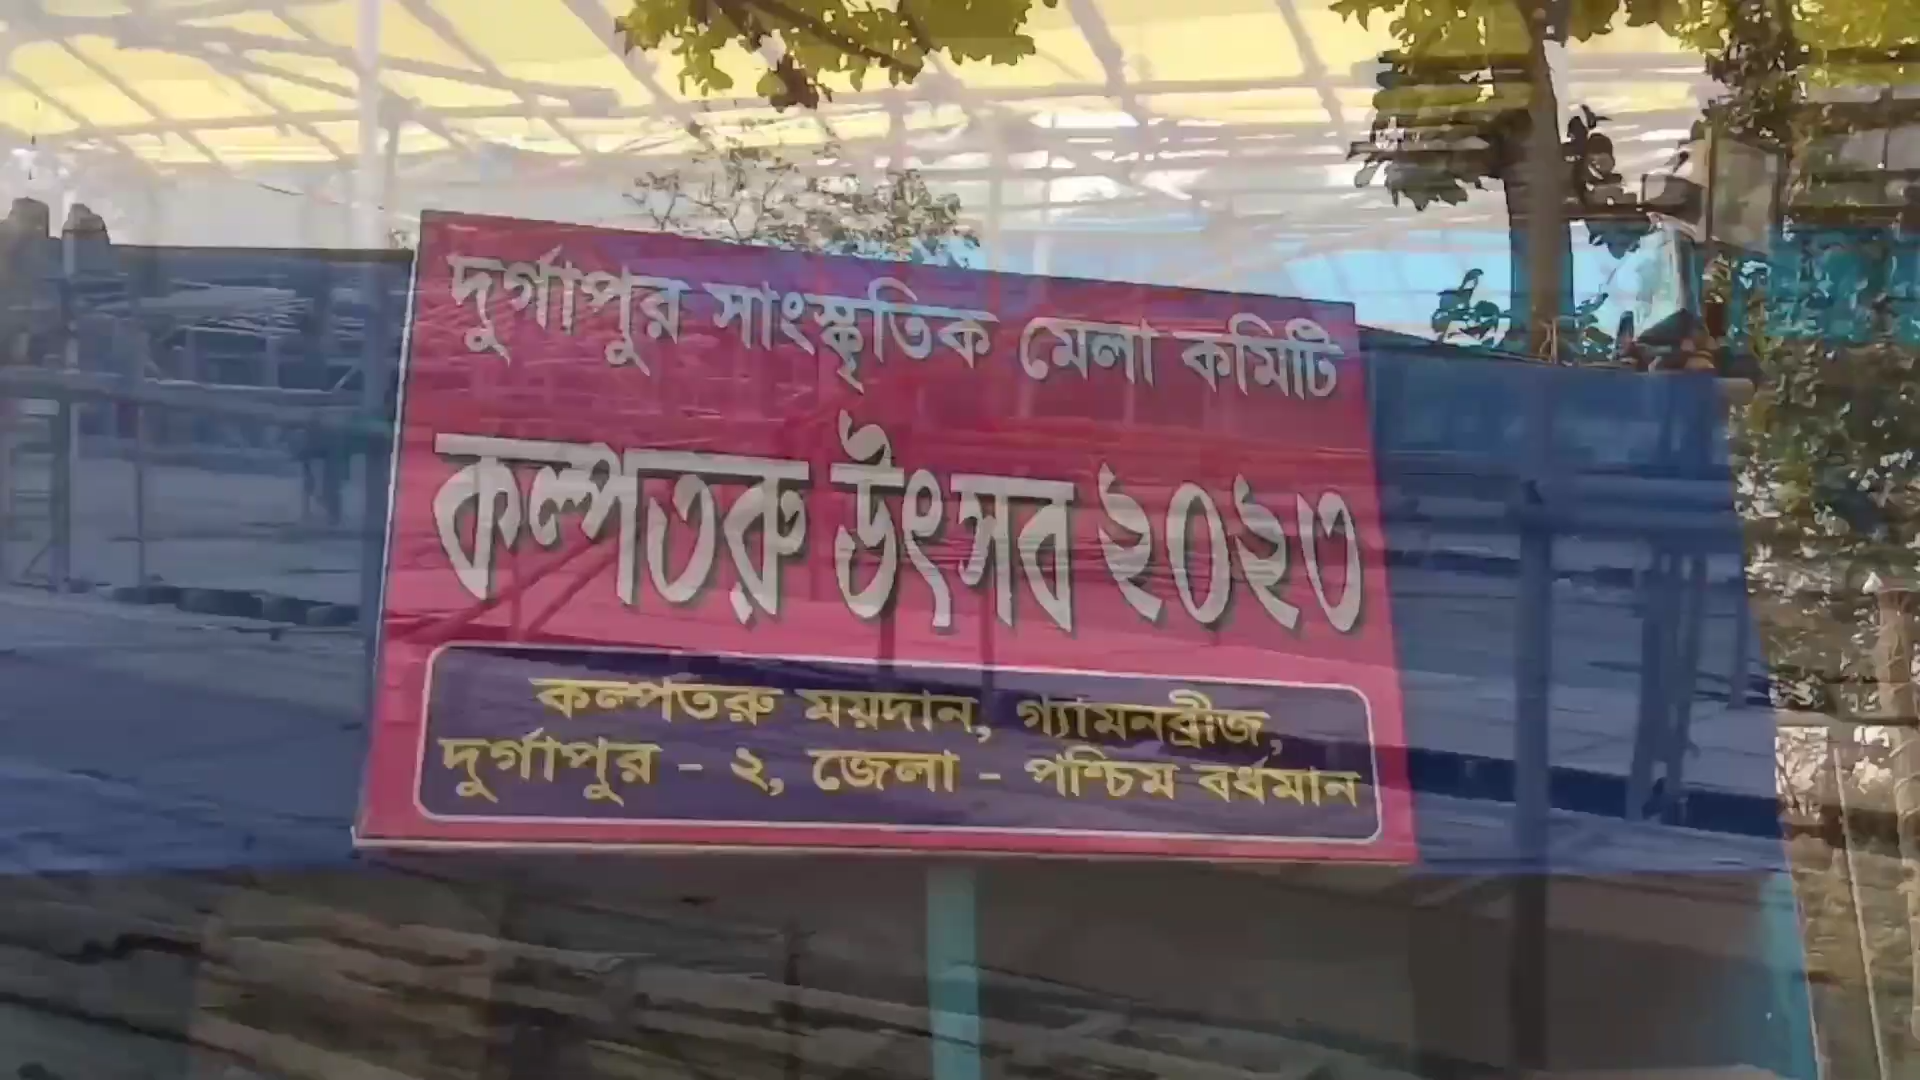 দুর্গাপুর সাংস্কৃতিক মেলা কমিটি
কল্পতরু উৎসব ২০২৩
কল্পতরু ময়দান, গ্যামনব্রীজ,
দুর্গাপুর - ২, জেলা - পশ্চিম বর্ধমান